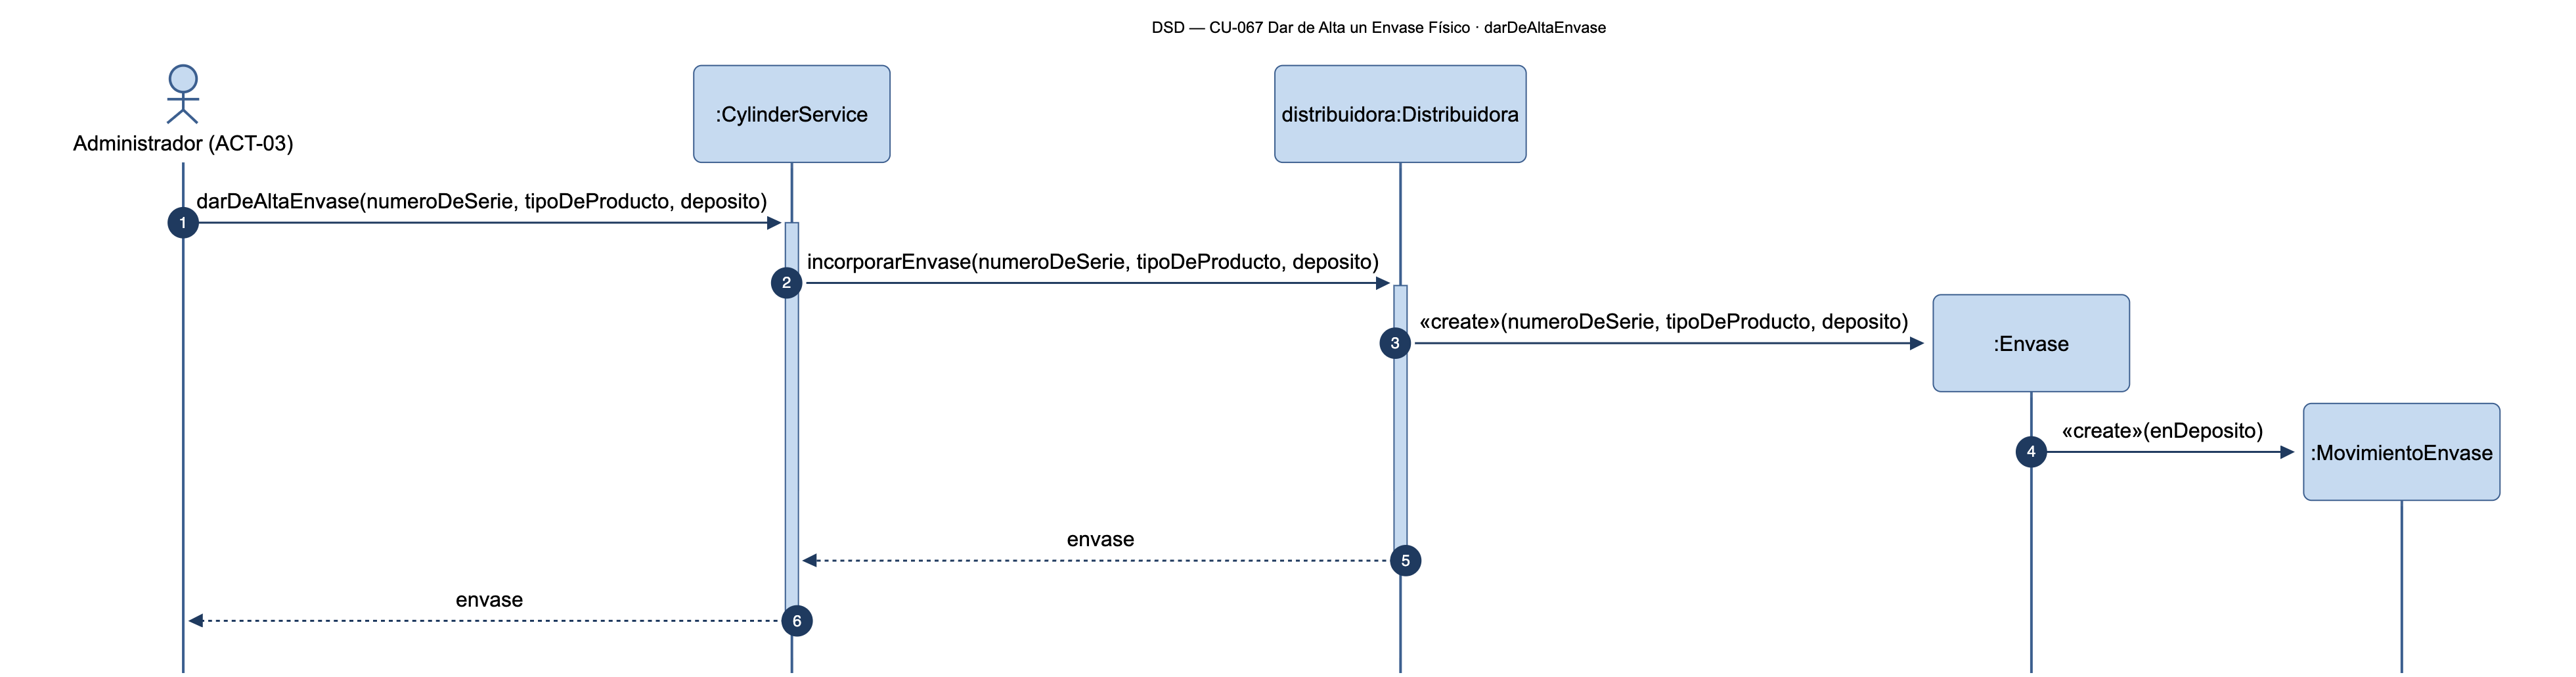 DSD — CU-067 Dar de Alta un Envase Físico · darDeAltaEnvase
Administrador (ACT-03)
:CylinderService
distribuidora:Distribuidora
1
darDeAltaEnvase(numeroDeSerie, tipoDeProducto, deposito)
2
incorporarEnvase(numeroDeSerie, tipoDeProducto, deposito)
3
«create»(numeroDeSerie, tipoDeProducto, deposito)
:Envase
4
«create»(enDeposito)
:MovimientoEnvase
envase
5
envase
6